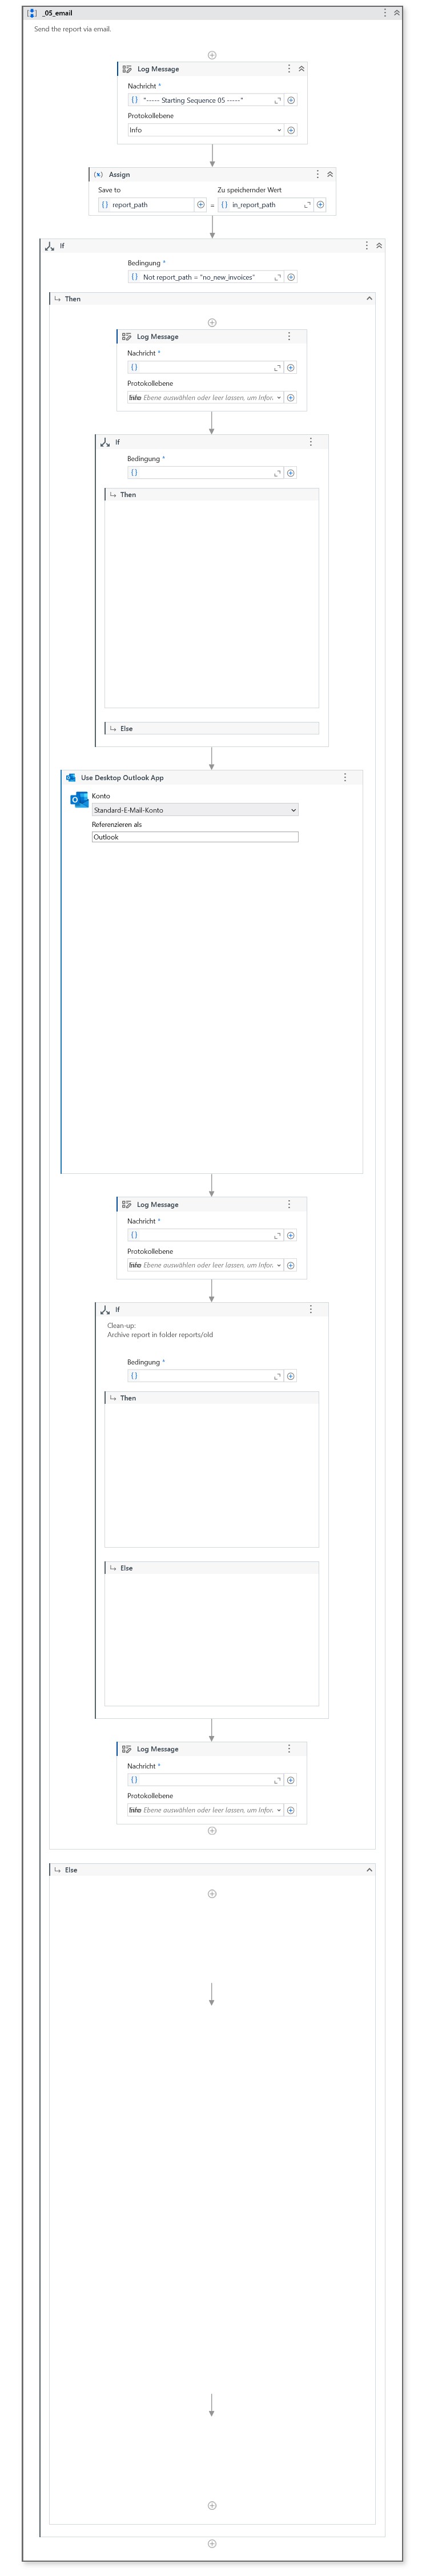 _05_email
Send the report via email.
Log Message
Nachricht *
"----- Starting Sequence 05 -----"
Protokollebene
Info
Assign
Save to
Zu speichernder Wert
report_path = in_report_path
If
Bedingung *
Not report_path = "no_new_invoices"
Then
Log Message
Nachricht *
Protokollebene
Ebene auswählen oder leer lassen, um Infor.
If
Bedingung *
Then
Else
Use Desktop Outlook App
Konto
Standard-E-Mail-Konto
Referenzieren als
Outlook
Log Message
Nachricht *
Protokollebene
Ebene auswählen oder leer lassen, um Infor.
If
Clean-up:
Archive report in folder reports/old
Bedingung *
Then
Else
Log Message
Nachricht *
Protokollebene
Ebene auswählen oder leer lassen, um Infor.
Else